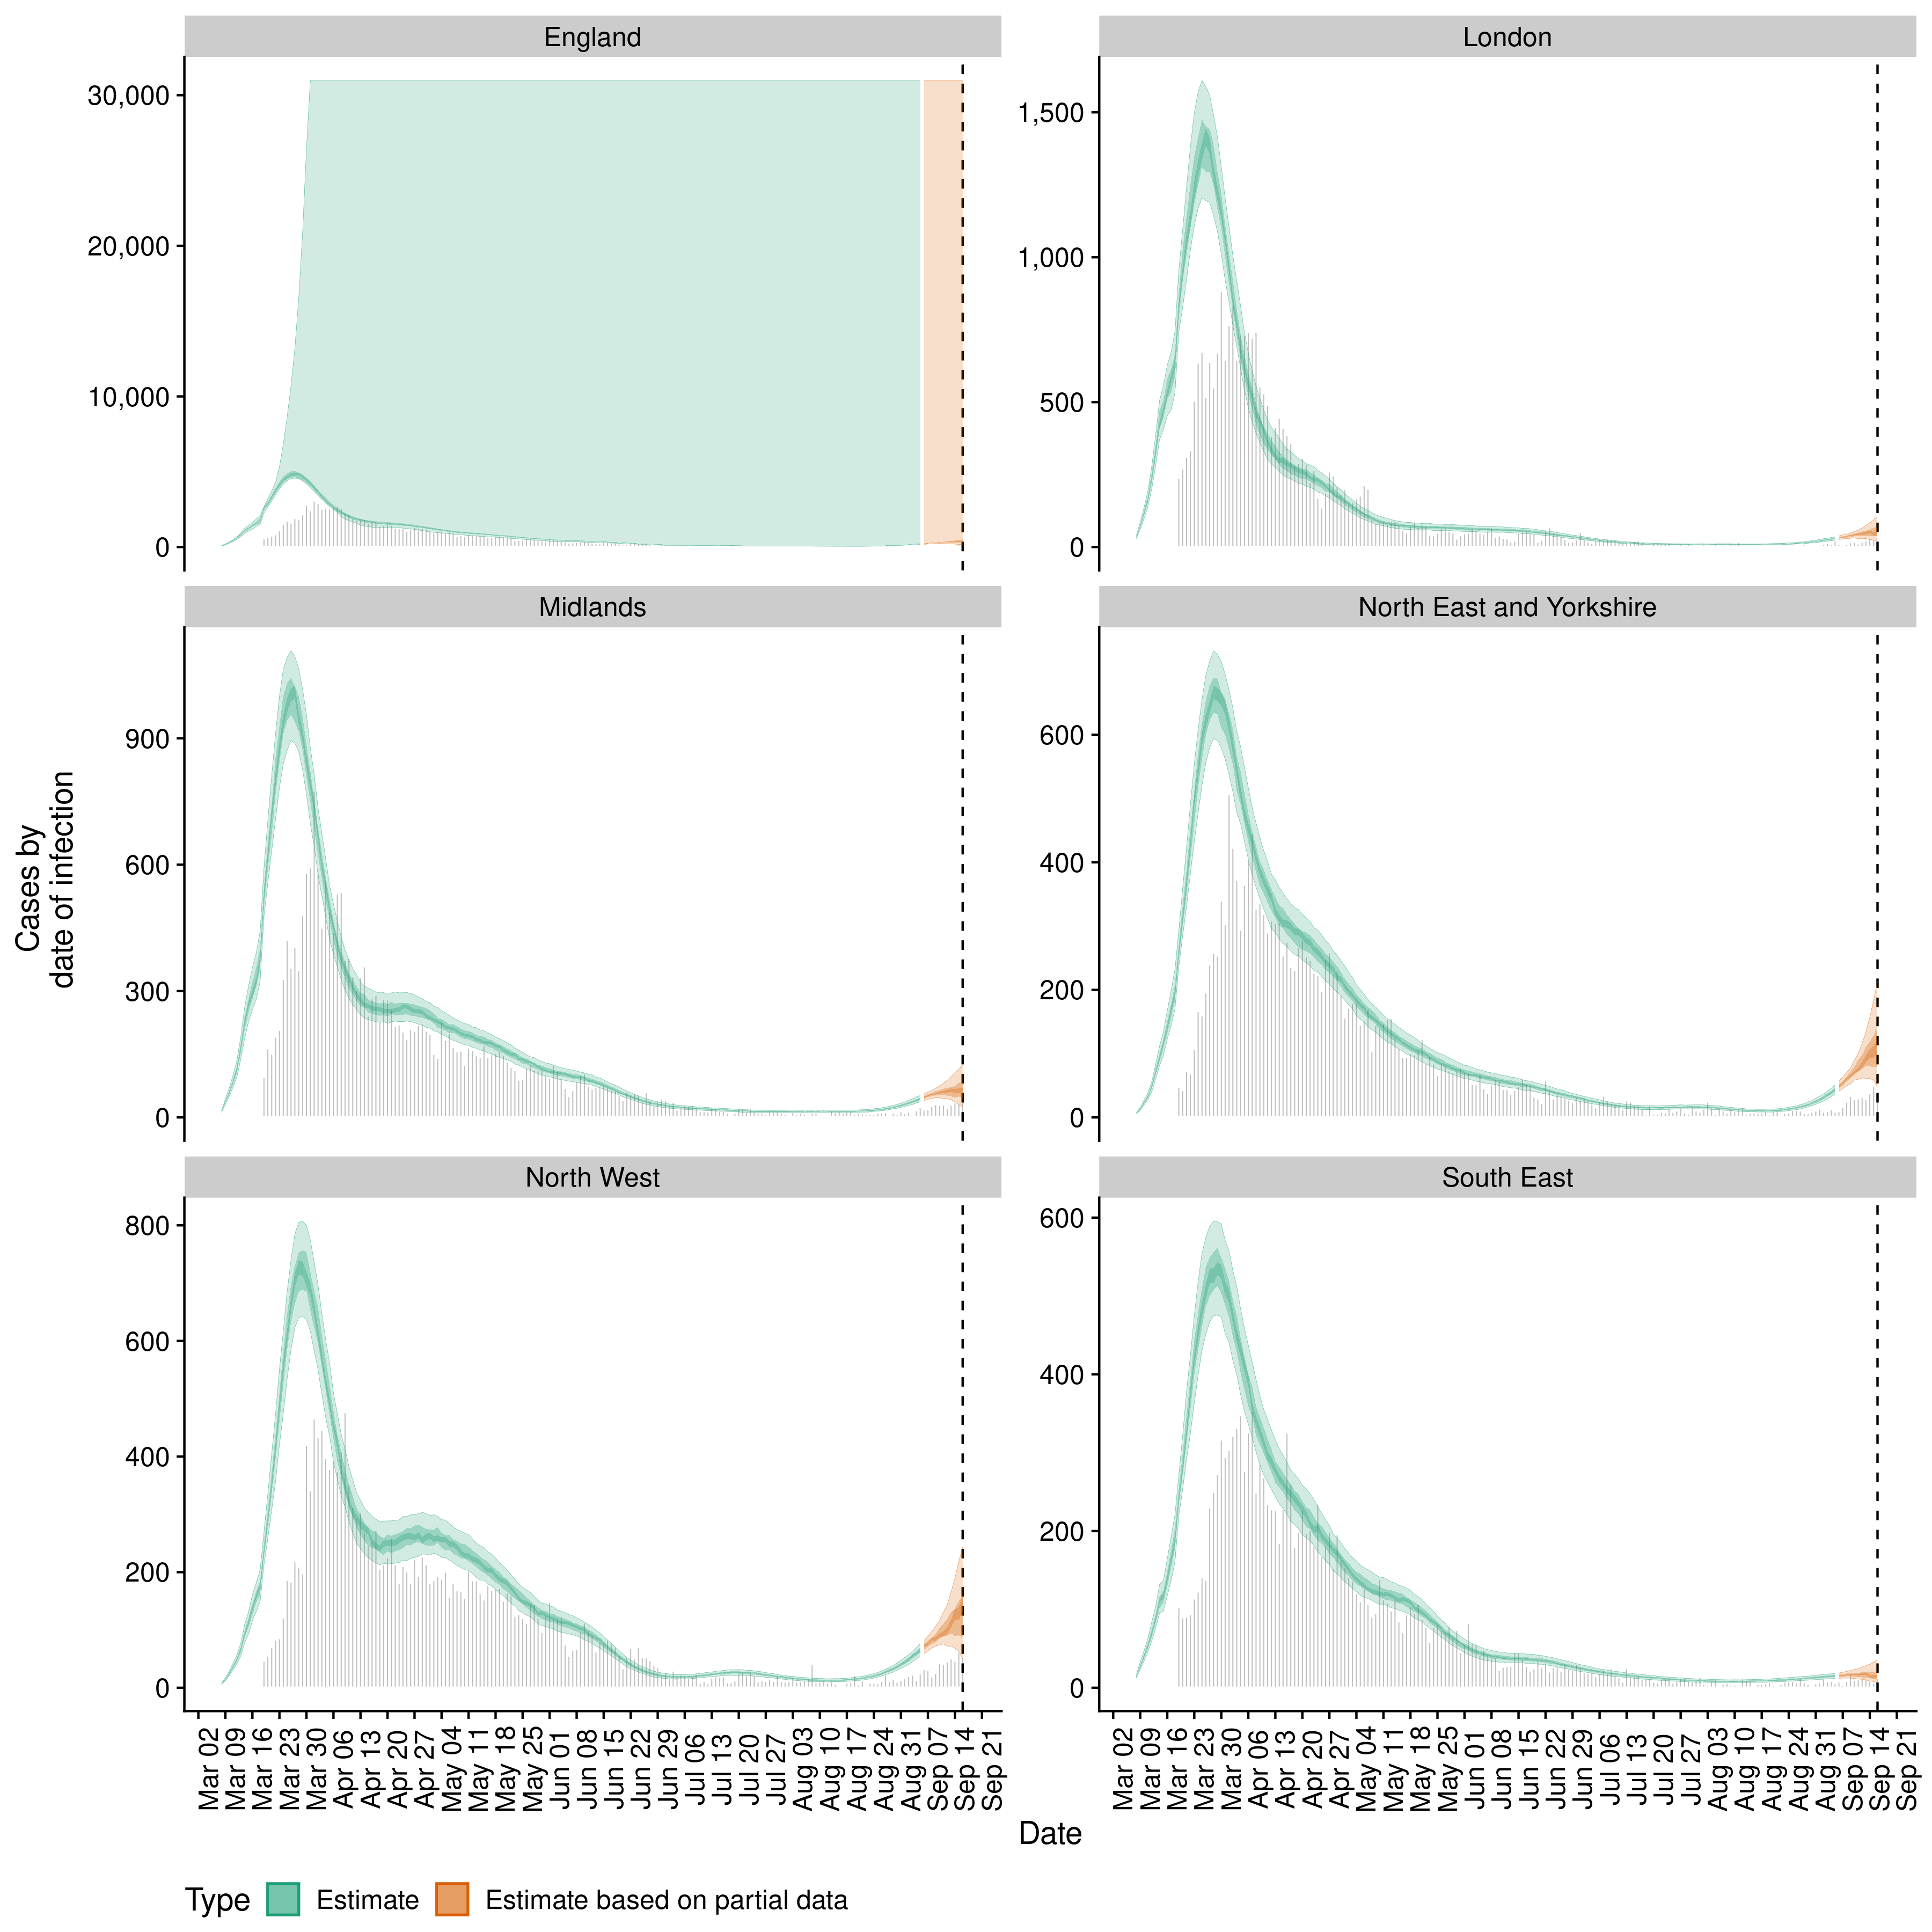 England
London
30,000
20,000
10,000
0
1,500
1,000
500
0
Midlands
North East and Yorkshire
900
600
300
0
600
400
200
0
North West
South East
800
600
400
200
0
600
400
200
0
Cases by
date of infection
Mar 02
Mar 09
Mar 16
Mar 23
Mar 30
Apr 06
Apr 13
Apr 20
Apr 27
May 04
May 11
May 18
May 25
Jun 01
Jun 08
Jun 15
Jun 22
Jun 29
Jul 06
Jul 13
Jul 20
Jul 27
Aug 03
Aug 10
Aug 17
Aug 24
Aug 31
Sep 07
Sep 14
Sep 21
Mar 02
Mar 09
Mar 16
Mar 23
Mar 30
Apr 06
Apr 13
Apr 20
Apr 27
May 04
May 11
May 18
May 25
Jun 01
Jun 08
Jun 15
Jun 22
Jun 29
Jul 06
Jul 13
Jul 20
Jul 27
Aug 03
Aug 10
Aug 17
Aug 24
Aug 31
Sep 07
Sep 14
Sep 21
Date
Type Estimate Estimate based on partial data